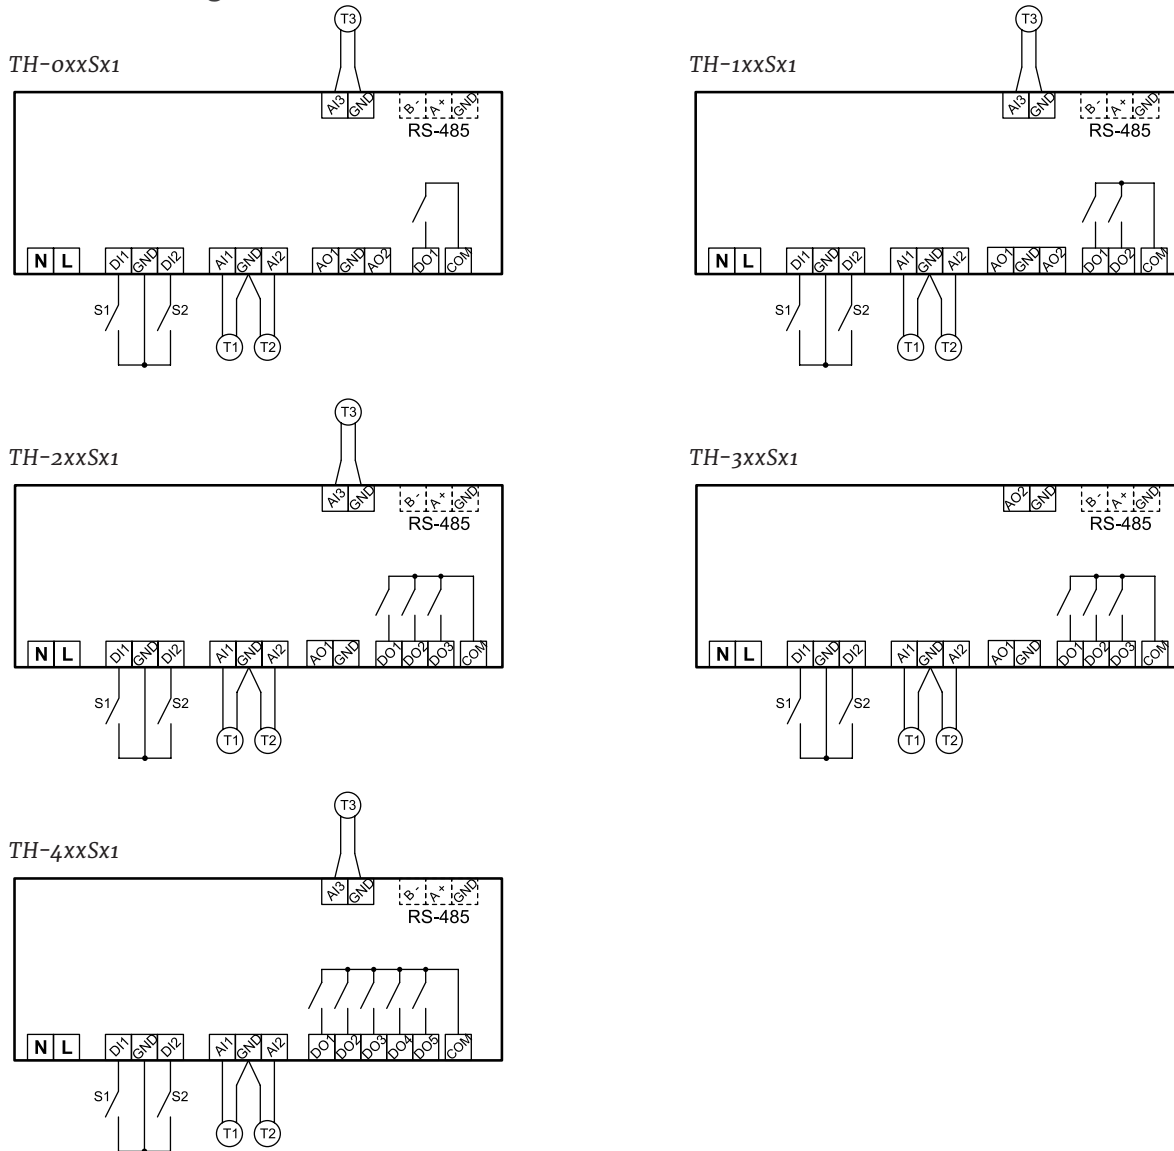 T3 T3
TH-0xxSx1 TH-1xxSx1
AI3 GND B - A + GND AI3 GND B - A + GND
RS-485 RS-485
N L DI1 GND DI2 AI1 GND AI2 AO1 GND AO2 DO1 COM N L DI1 GND DI2 AI1 GND AI2 AO1 GND AO2 DO1 DO2 COM
S1 S2 S1 S2
T1 T2 T1 T2
T3
TH-2xxSx1 TH-3xxSx1
AI3 GND B - A + GND AO2 GND B - A + GND
RS-485 RS-485
N L DI1 GND DI2 AI1 GND AI2 AO1 GND DO1 DO2 DO3 COM N L DI1 GND DI2 AI1 GND AI2 AO1 GND DO1 DO2 DO3 COM
S1 S2 S1 S2
T1 T2 T1 T2
T3
TH-4xxSx1
AI3 GND B - A + GND
RS-485
N L DI1 GND DI2 AI1 GND AI2 DO1 DO2 DO3 DO4 DO5 COM
S1 S2
T1 T2